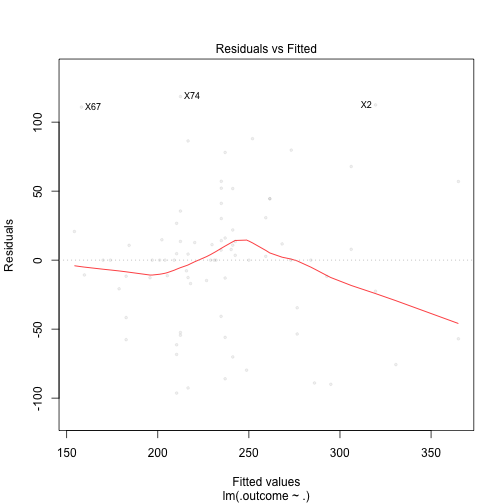 Residuals vs Fitted
X67
X74
X2
Residuals
100
50
0
-50
-100
150
200
250
300
350
Fitted values
lm(.outcome ~ .)